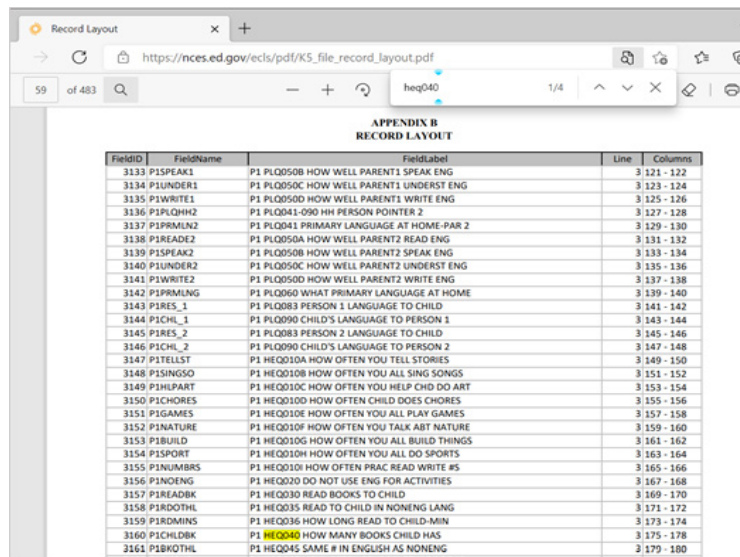 Record Layout
https://nces.ed.gov/ecls/pdf/K5_file_record_layout.pdf
59 of 483
heq040 1/4
APPENDIX B
RECORD LAYOUT
FieldID FieldName FieldLabel Line Columns
3133 P1SPEAK1 P1 PLQ050B HOW WELL PARENT1 SPEAK ENG 3 121 - 122
3134 P1UNDER1 P1 PLQ050C HOW WELL PARENT1 UNDERST ENG 3 123 - 124
3135 P1WRITE1 P1 PLQ050D HOW WELL PARENT1 WRITE ENG 3 125 - 126
3136 P1PLQHH2 P1 PLQ041-090 HH PERSON POINTER 2 3 127 - 128
3137 P1PRMLN2 P1 PLQ041 PRIMARY LANGUAGE AT HOME-PAR 2 3 129 - 130
3138 P1READE2 P1 PLQ050A HOW WELL PARENT2 READ ENG 3 131 - 132
3139 P1SPEAK2 P1 PLQ050B HOW WELL PARENT2 SPEAK ENG 3 133 - 134
3140 P1UNDER2 P1 PLQ050C HOW WELL PARENT2 UNDERST ENG 3 135 - 136
3141 P1WRITE2 P1 PLQ050D HOW WELL PARENT2 WRITE ENG 3 137 - 138
3142 P1PRMLNG P1 PLQ060 WHAT PRIMARY LANGUAGE AT HOME 3 139 - 140
3143 P1RES_1 P1 PLQ083 PERSON 1 LANGUAGE TO CHILD 3 141 - 142
3144 P1CHL_1 P1 PLQ090 CHILD'S LANGUAGE TO PERSON 1 3 143 - 144
3145 P1RES_2 P1 PLQ083 PERSON 2 LANGUAGE TO CHILD 3 145 - 146
3146 P1CHL_2 P1 PLQ090 CHILD'S LANGUAGE TO PERSON 2 3 147 - 148
3147 P1TELLST P1 HEQ010A HOW OFTEN YOU TELL STORIES 3 149 - 150
3148 P1SINGSO P1 HEQ010B HOW OFTEN YOU ALL SING SONGS 3 151 - 152
3149 P1HLPART P1 HEQ010C HOW OFTEN YOU HELP CHD DO ART 3 153 - 154
3150 P1CHORES P1 HEQ010D HOW OFTEN CHILD DOES CHORES 3 155 - 156
3151 P1GAMES P1 HEQ010E HOW OFTEN YOU ALL PLAY GAMES 3 157 - 158
3152 P1NATURE P1 HEQ010F HOW OFTEN YOU TALK ABT NATURE 3 159 - 160
3153 P1BUILD P1 HEQ010G HOW OFTEN YOU ALL BUILD THINGS 3 161 - 162
3154 P1SPORT P1 HEQ010H HOW OFTEN YOU ALL DO SPORTS 3 163 - 164
3155 P1NUMBRS P1 HEQ010I HOW OFTEN PRAC READ WRITE #S 3 165 - 166
3156 P1NOENG P1 HEQ020 DO NOT USE ENG FOR ACTIVITIES 3 167 - 168
3157 P1READBK P1 HEQ030 READ BOOKS TO CHILD 3 169 - 170
3158 P1RDOTHL P1 HEQ035 READ TO CHILD IN NONENG LANG 3 171 - 172
3159 P1RDMINS P1 HEQ036 HOW LONG READ TO CHILD-MIN 3 173 - 174
3160 P1CHLDBK P1 HEQ040 HOW MANY BOOKS CHILD HAS 3 175 - 178
3161 P1BKOTHL P1 HEQ045 SAME # IN ENGLISH AS NONENG 3 179 - 180